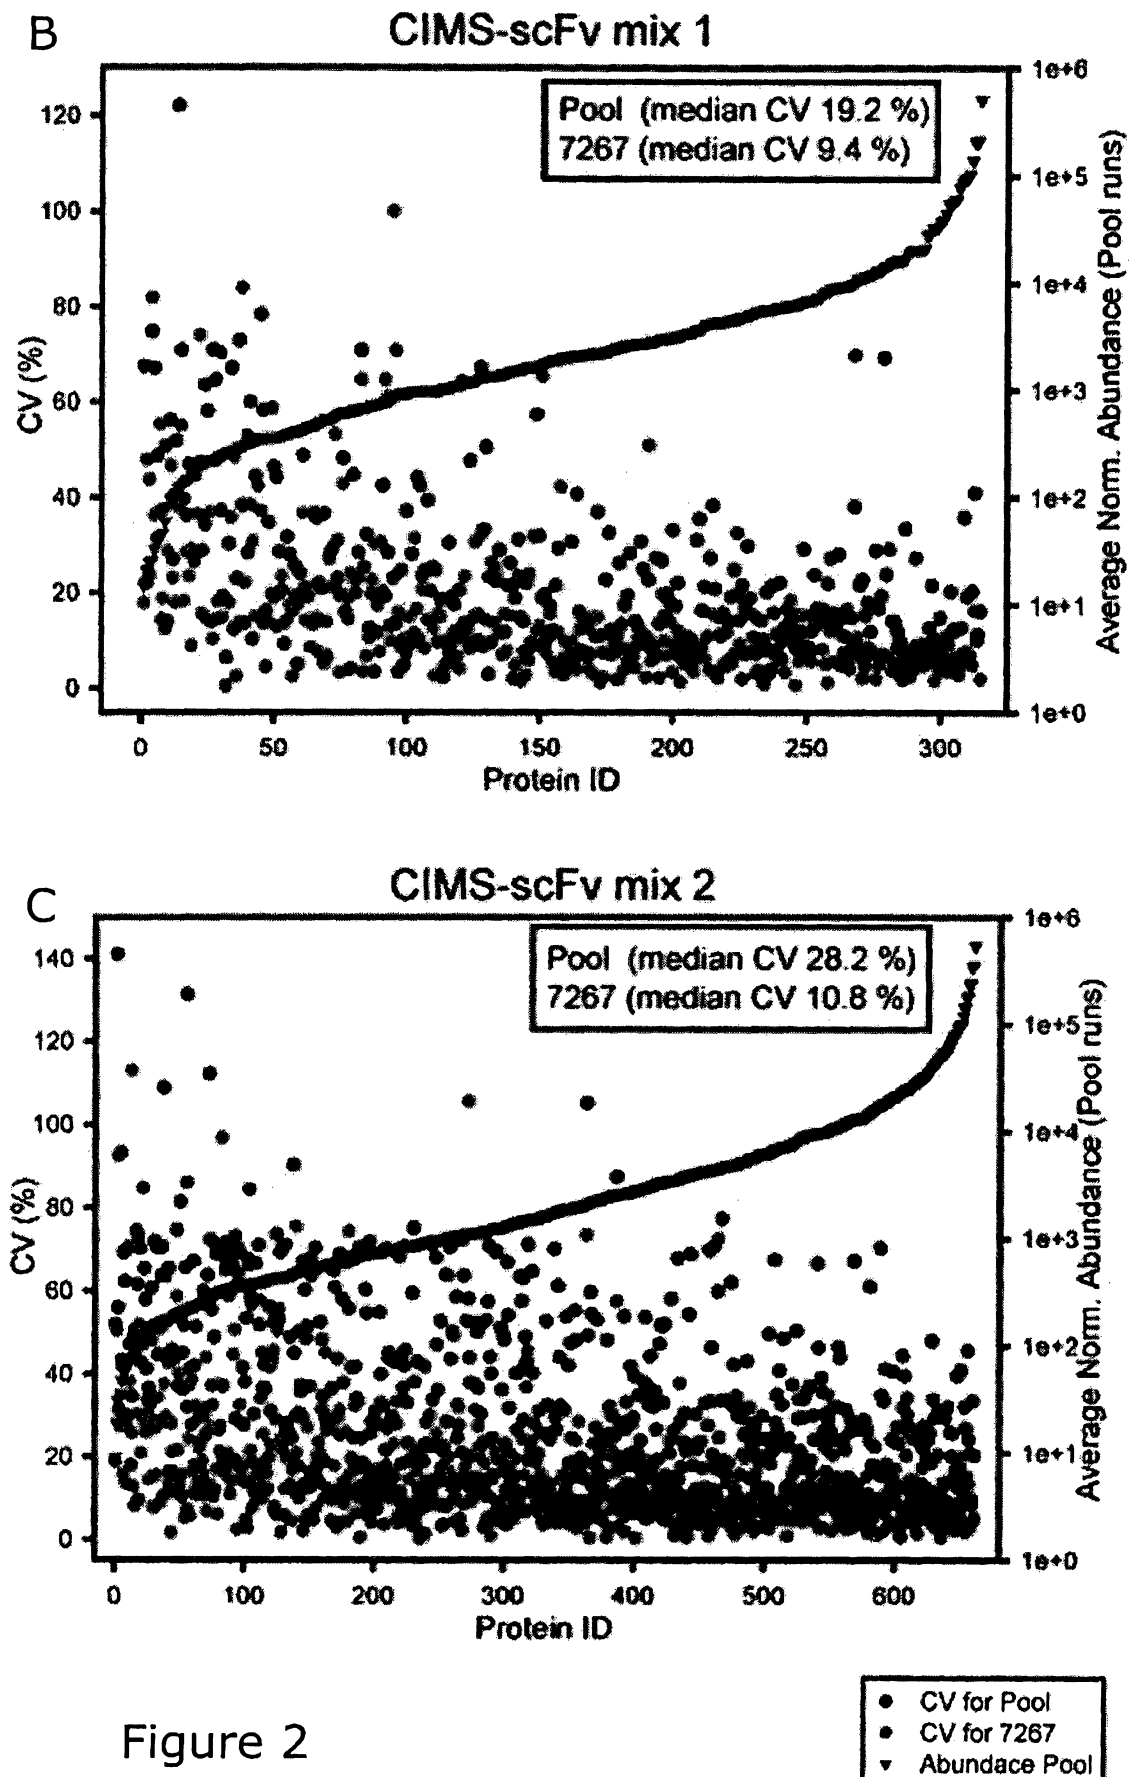 B
CIMS-scFv mix 1
Pool (median CV 19.2 %)
7267 (median CV 9.4 %)
120
100
80
60
40
20
0
CV (%)
1e+6
1e+5
1e+4
1e+3
1e+2
1e+1
1e+0
Average Norm. Abundance (Pool runs)
0 50 100 150 200 250 300
Protein ID
C
CIMS-scFv mix 2
Pool (median CV 28.2 %)
7267 (median CV 10.8 %)
140
120
100
80
60
40
20
0
CV (%)
1e+6
1e+5
1e+4
1e+3
1e+2
1e+1
1e+0
Average Norm. Abundance (Pool runs)
0 100 200 300 400 500 600
Protein ID
CV for Pool
CV for 7267
Abundace Pool
Figure 2